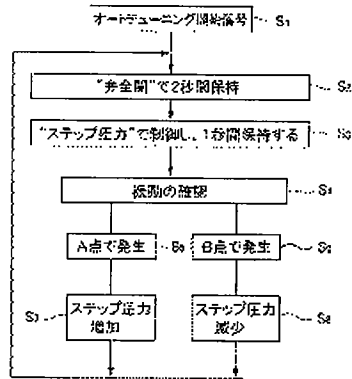 オートチューニング開始信号 S1
"弁全開"で2秒間保持 S2
"ステップ圧力"で制御し、1秒間保持する S3
振動の確認 S4
A点で発生 S5 B点で発生 S6
S7 ステップ圧力 ステップ圧力 S8
増加 減少